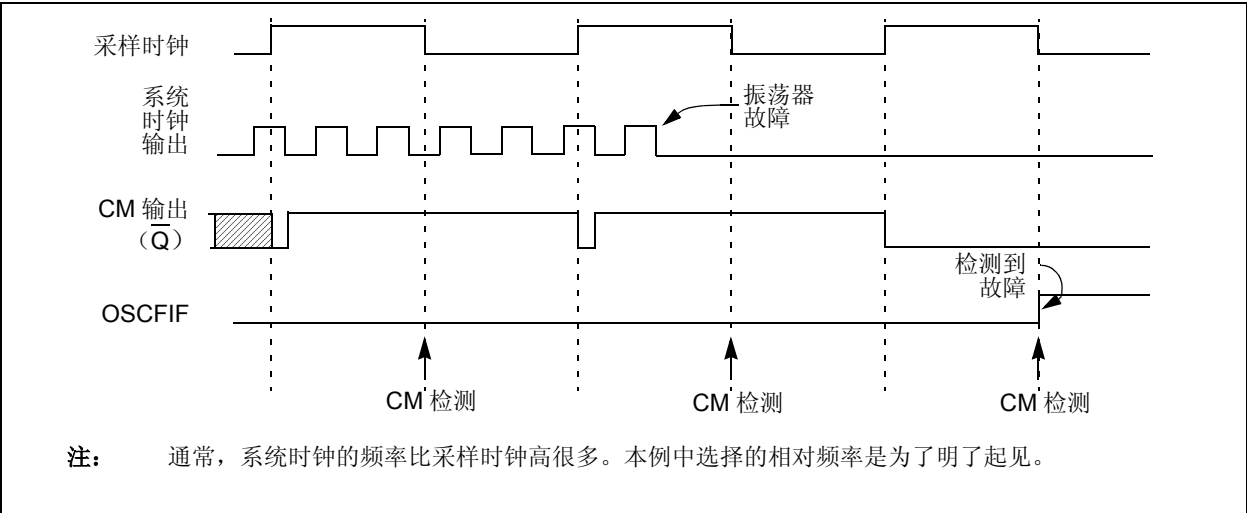 采样时钟
系统
时钟
输出
振荡器
故障
CM 输出
（Q）
检测到
故障
OSCFIF
CM 检测
CM 检测
CM 检测
注： 通常，系统时钟的频率比采样时钟高很多。本例中选择的相对频率是为了明了起见。